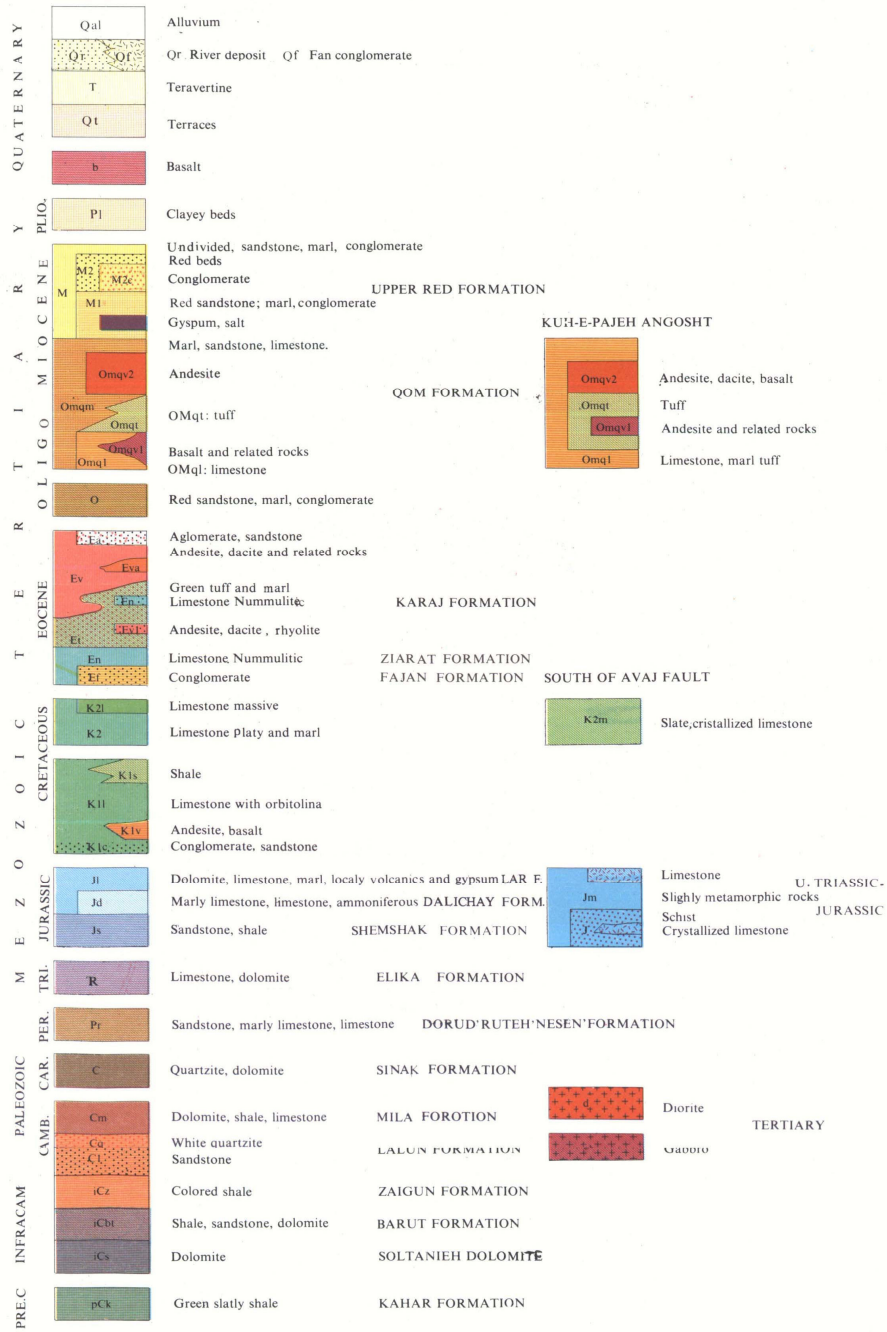 QUATERNARY
Qal Alluvium
Qr Qf Qr River deposit Qf Fan conglomerate
T Teravertine
Qt Terraces
b Basalt
TERTIARY
PLIO.
Pl Clayey beds
MIOCENE
Undivided, sandstone, marl, conglomerate
M2 Red beds
M2c Conglomerate
M UPPER RED FORMATION
M1 Red sandstone; marl, conglomerate
Gyspum, salt KUH-E-PAJEH ANGOSHT
OLIGO
Marl, sandstone, limestone.
Omqv2 Andesite Omqv2 Andesite, dacite, basalt
QOM FORMATION
Omqm Omqt Tuff
Omqt OMqt: tuff
Omqv1 Andesite and related rocks
Omqv1 Basalt and related rocks
Omql OMql: limestone Omql Limestone, marl tuff
O Red sandstone, marl, conglomerate
EOCENE
Ea Aglomerate, sandstone
Andesite, dacite and related rocks
Ev Eva
Green tuff and marl
En Limestone Nummulitic KARAJ FORMATION
Et Ev1 Andesite, dacite , rhyolite
En Limestone Nummulitic ZIARAT FORMATION
Ef Conglomerate FAJAN FORMATION SOUTH OF AVAJ FAULT
MEZOZOIC
CRETACEOUS
K2l Limestone massive
K2 Limestone platy and marl K2m Slate,cristallized limestone
K1s Shale
K1l Limestone with orbitolina
K1v Andesite, basalt
K1c Conglomerate, sandstone
JURASSIC
Jl Dolomite, limestone, marl, localy volcanics and gypsum LAR F. Limestone
U. TRIASSIC-
Jd Marly limestone, limestone, ammoniferous DALICHAY FORM. Jm Slighly metamorphic rocks
JURASSIC
Schist
Js Sandstone, shale SHEMSHAK FORMATION J Crystallized limestone
TRI.
R Limestone, dolomite ELIKA FORMATION
PALEOZOIC
PER.
Pr Sandstone, marly limestone, limestone DORUD'RUTEH'NESEN'FORMATION
CAR.
C Quartzite, dolomite SINAK FORMATION
CAMB.
d Diorite
Cm Dolomite, shale, limestone MILA FOROTION
TERTIARY
Cq White quartzite
LALUN FORMATION Gabbro
Cl Sandstone
INFRACAM
iCz Colored shale ZAIGUN FORMATION
iCbt Shale, sandstone, dolomite BARUT FORMATION
iCs Dolomite SOLTANIEH DOLOMITE
PRE.C
pCk Green slatly shale KAHAR FORMATION